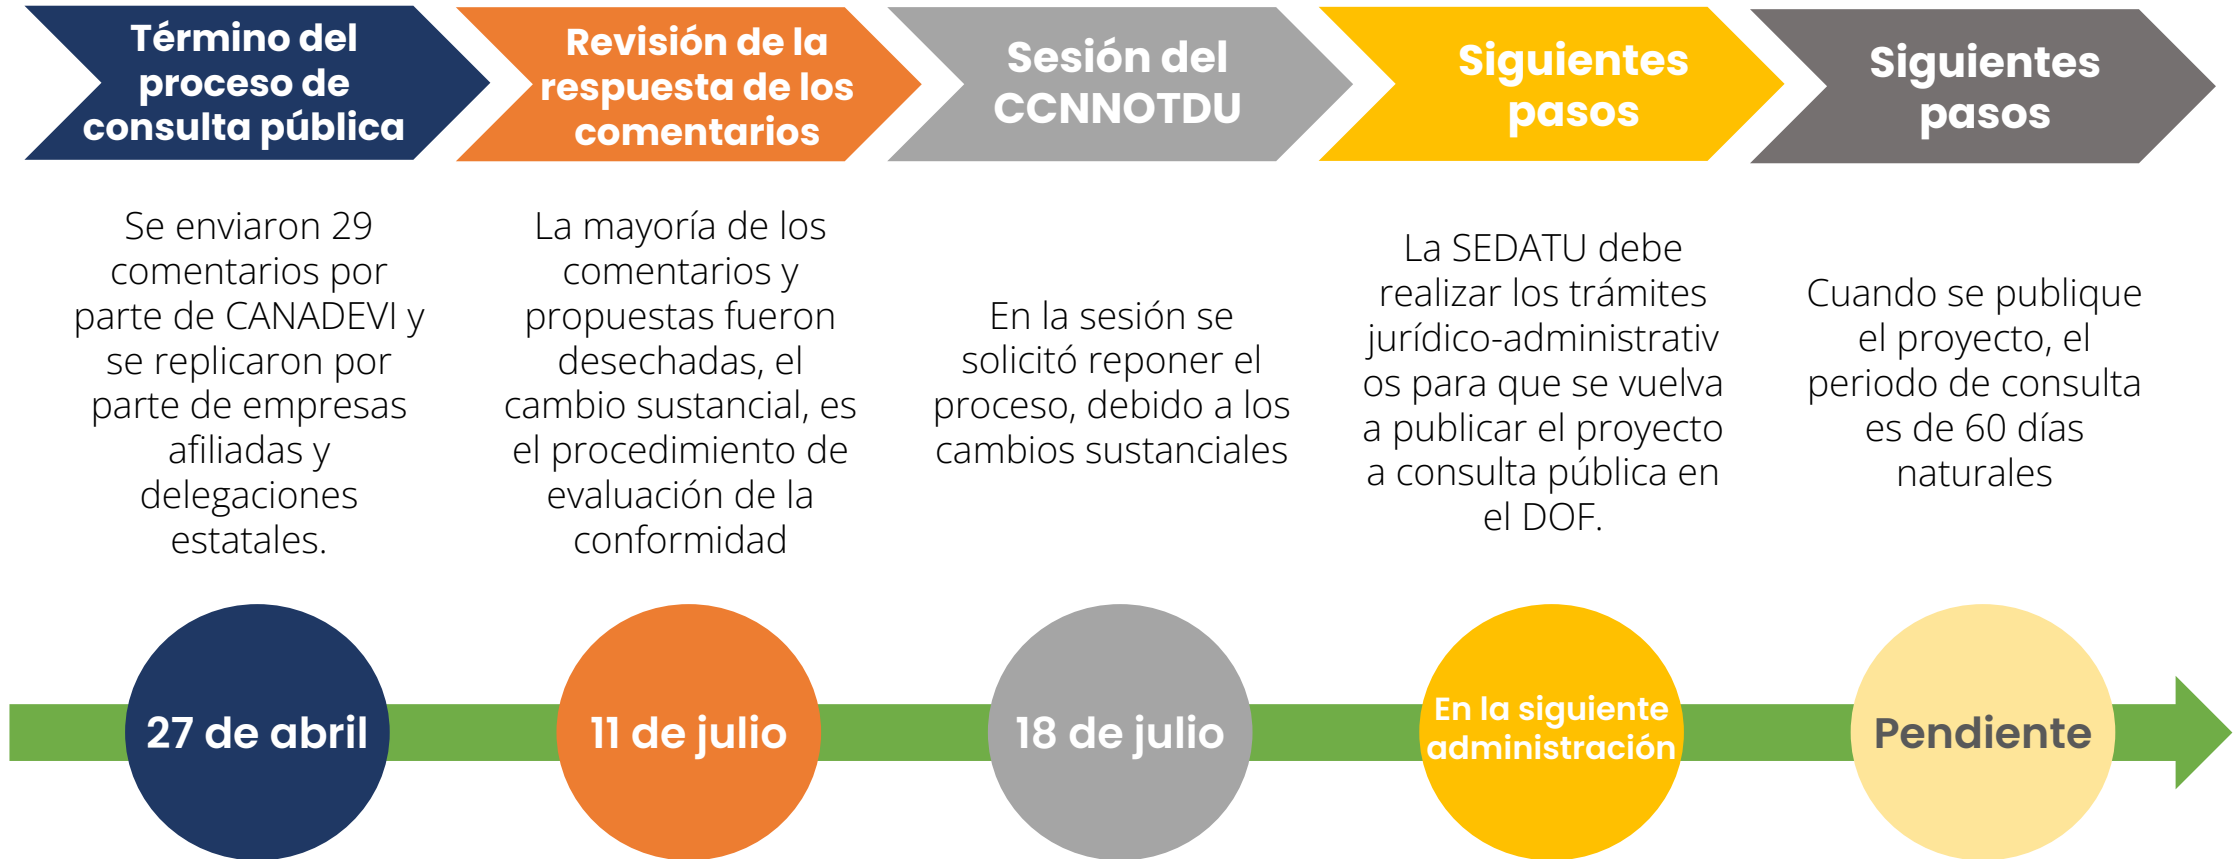 Término del
proceso de
consulta pública
Revisión de la
respuesta de los
comentarios
Sesión del
CCNNOTDU
Siguientes
pasos
Siguientes
pasos
Se enviaron 29
comentarios por
parte de CANADEVI y
se replicaron por
parte de empresas
afiliadas y
delegaciones
estatales.
La mayoría de los
comentarios y
propuestas fueron
desechadas, el
cambio sustancial, es
el procedimiento de
evaluación de la
conformidad
En la sesión se
solicitó reponer el
proceso, debido a los
cambios sustanciales
La SEDATU debe
realizar los trámites
jurídico-administrativ
os para que se vuelva
a publicar el proyecto
a consulta pública en
el DOF.
Cuando se publique
el proyecto, el
periodo de consulta
es de 60 días
naturales
27 de abril
11 de julio
18 de julio
En la siguiente
administración
Pendiente